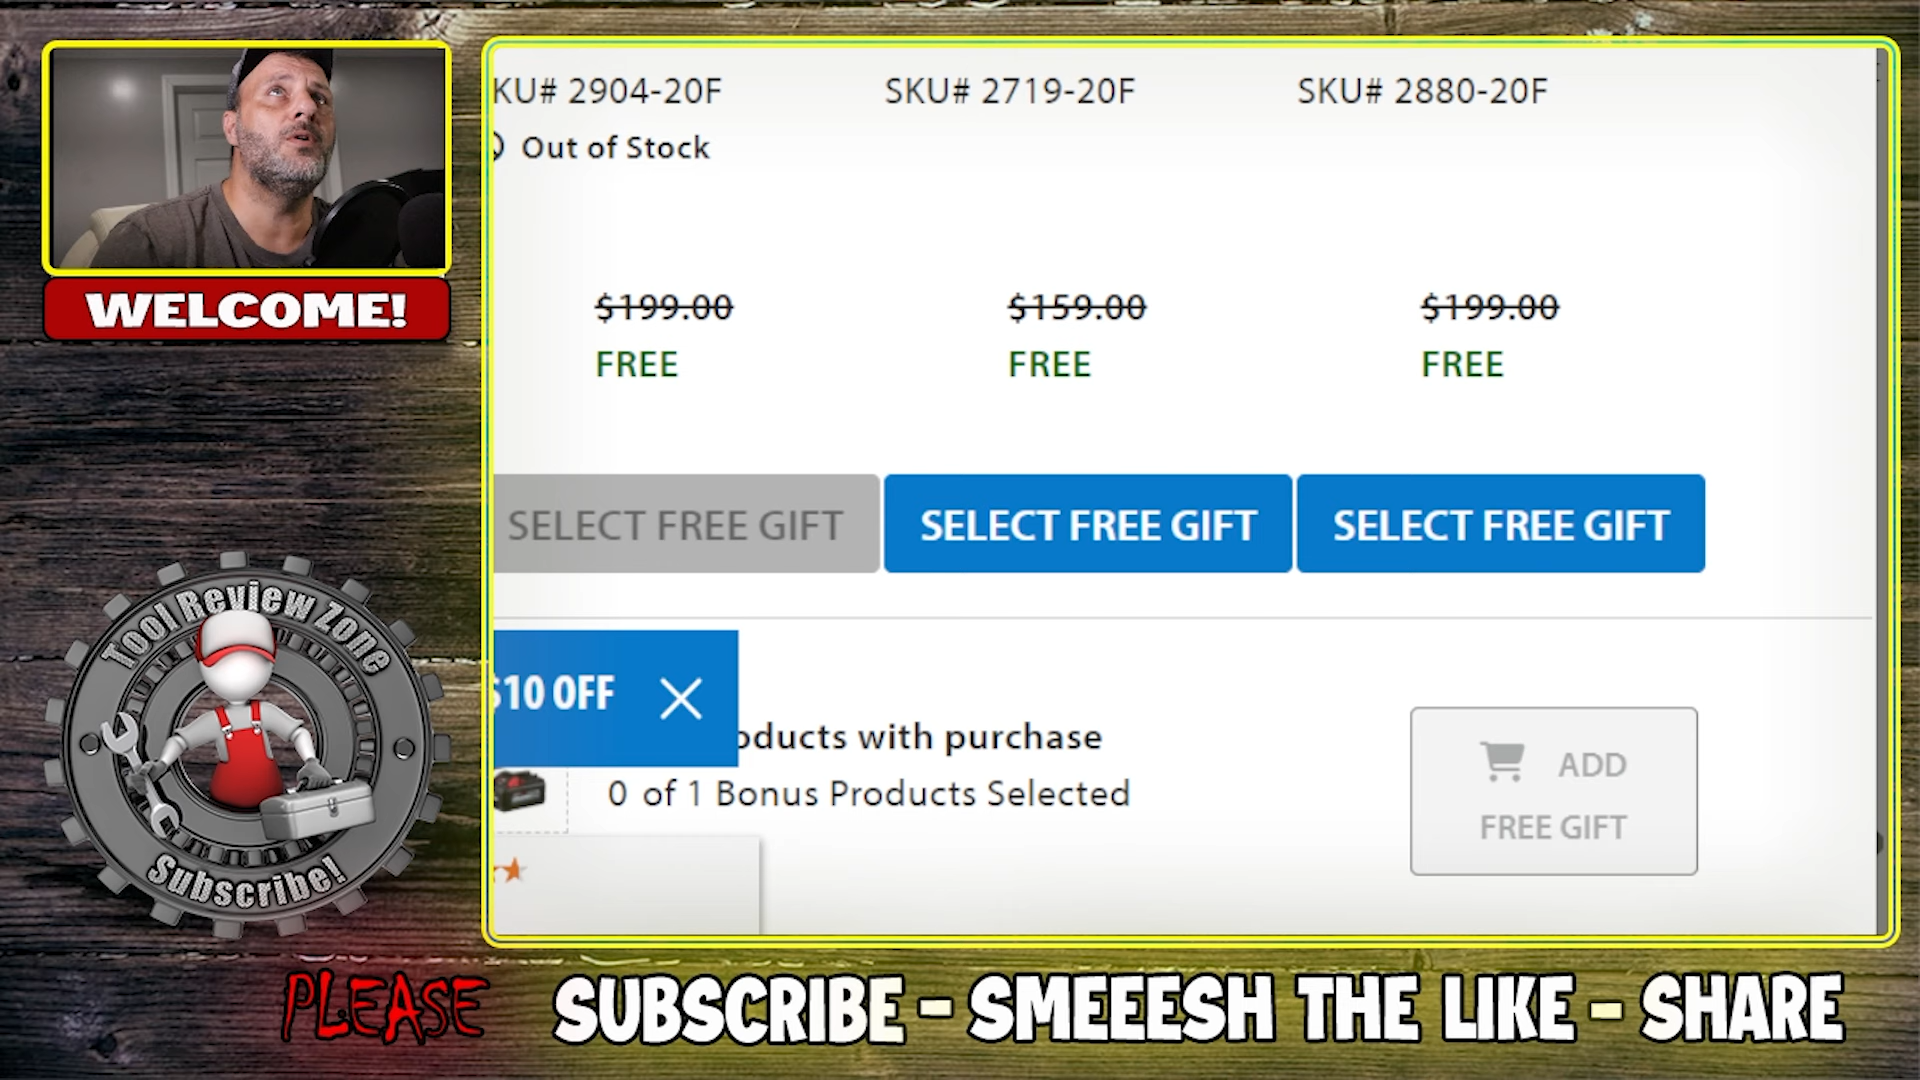 KU# 2904-20F
SKU# 2719-20F
SKU# 2880-20F
Out of Stock
WELCOME!
$199.00
$159.00
$199.00
FREE
FREE
FREE
SELECT FREE GIFT
SELECT FREE GIFT
SELECT FREE GIFT
Tool Review Zone
Subscribe!
$10 OFF
oducts with purchase
0 of 1 Bonus Products Selected
ADD
FREE GIFT
PLEASE
SUBSCRIBE - SMEEESH THE LIKE - SHARE